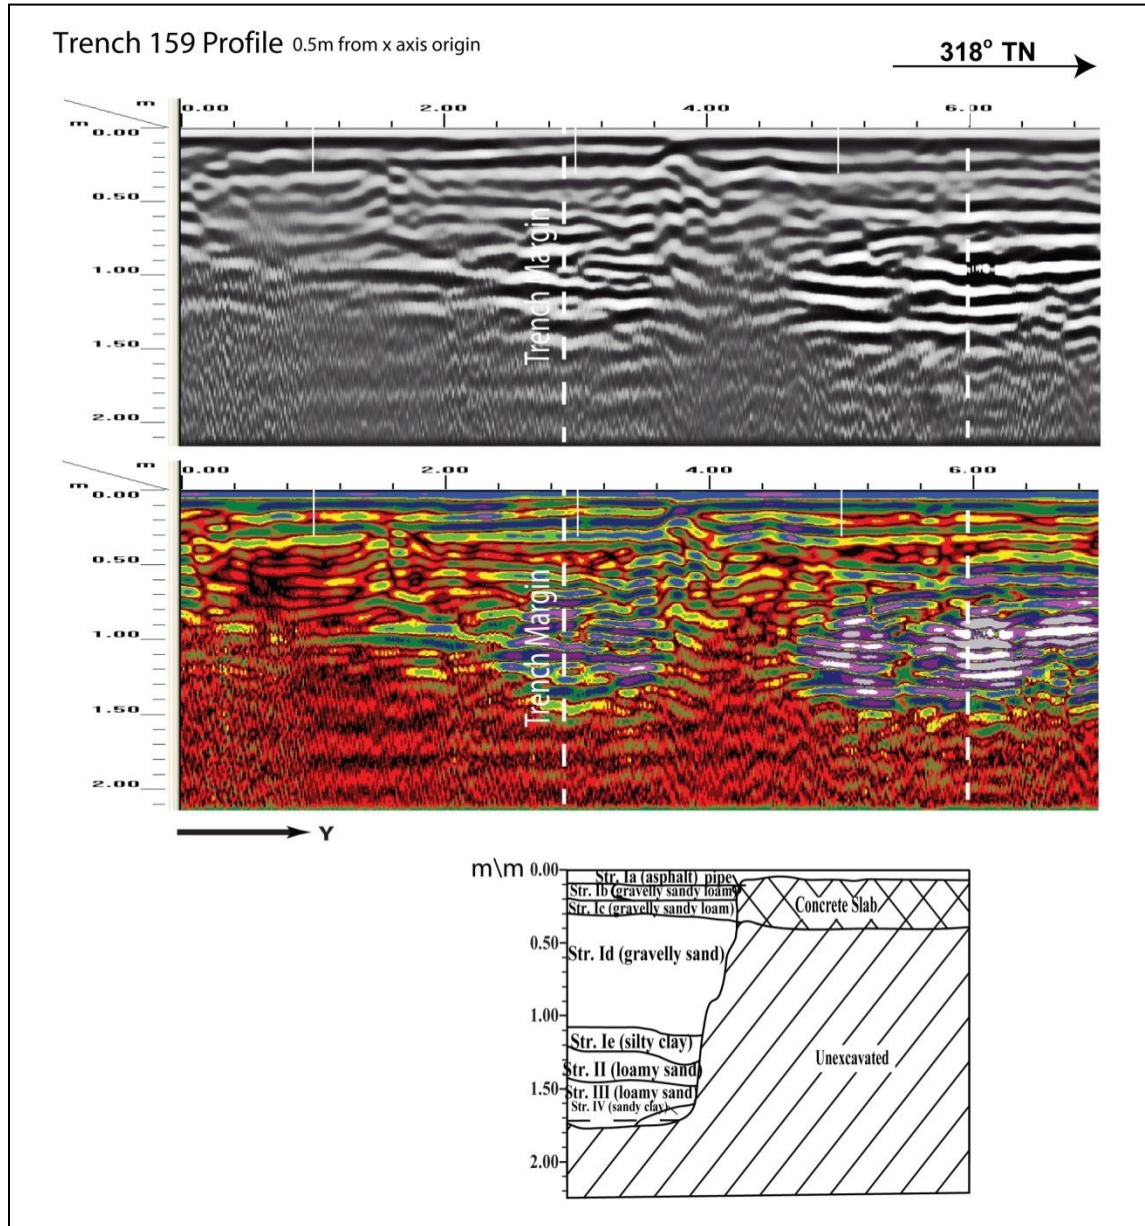 Trench 159 Profile 0.5m from x axis origin
318° TN
m 0.00 2.00 4.00 6.00
m 0.00
0.50
1.00
1.50
2.00
Trench Margin
m 0.00 2.00 4.00 6.00
m 0.00
0.50
1.00
1.50
2.00
Trench Margin
Y
m\m 0.00
Str. Ia (asphalt) pipe
Str. Ib (gravelly sandy loam)
Str. Ic (gravelly sandy loam)
Concrete Slab
0.50
Str. Id (gravelly sand)
1.00
Str. Ie (silty clay)
Str. II (loamy sand)
Unexcavated
1.50
Str. III (loamy sand)
Str. IV (sandy clay)
2.00